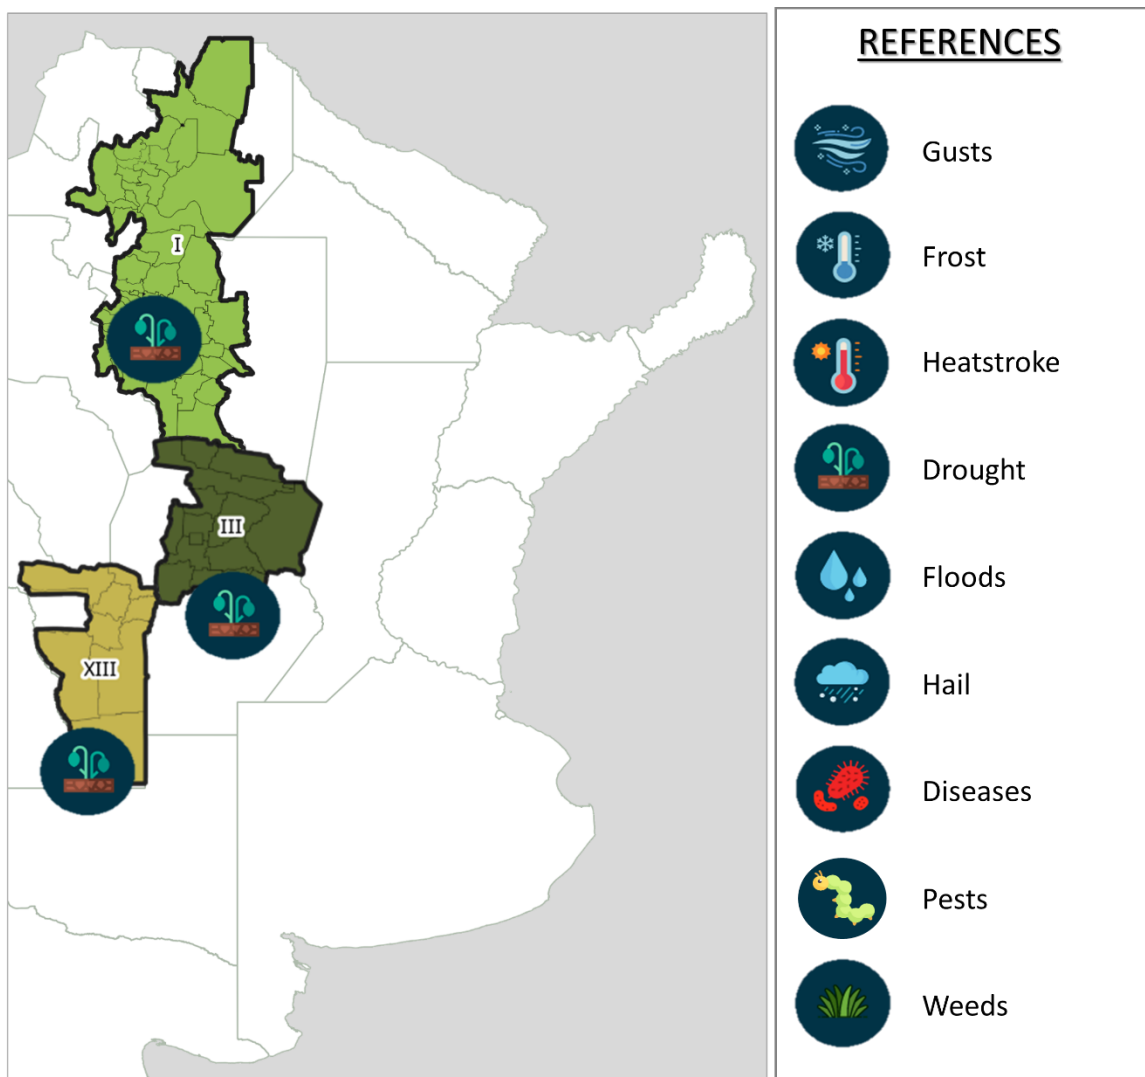 I
III
XIII
REFERENCES
Gusts
Frost
Heatstroke
Drought
Floods
Hail
Diseases
Pests
Weeds